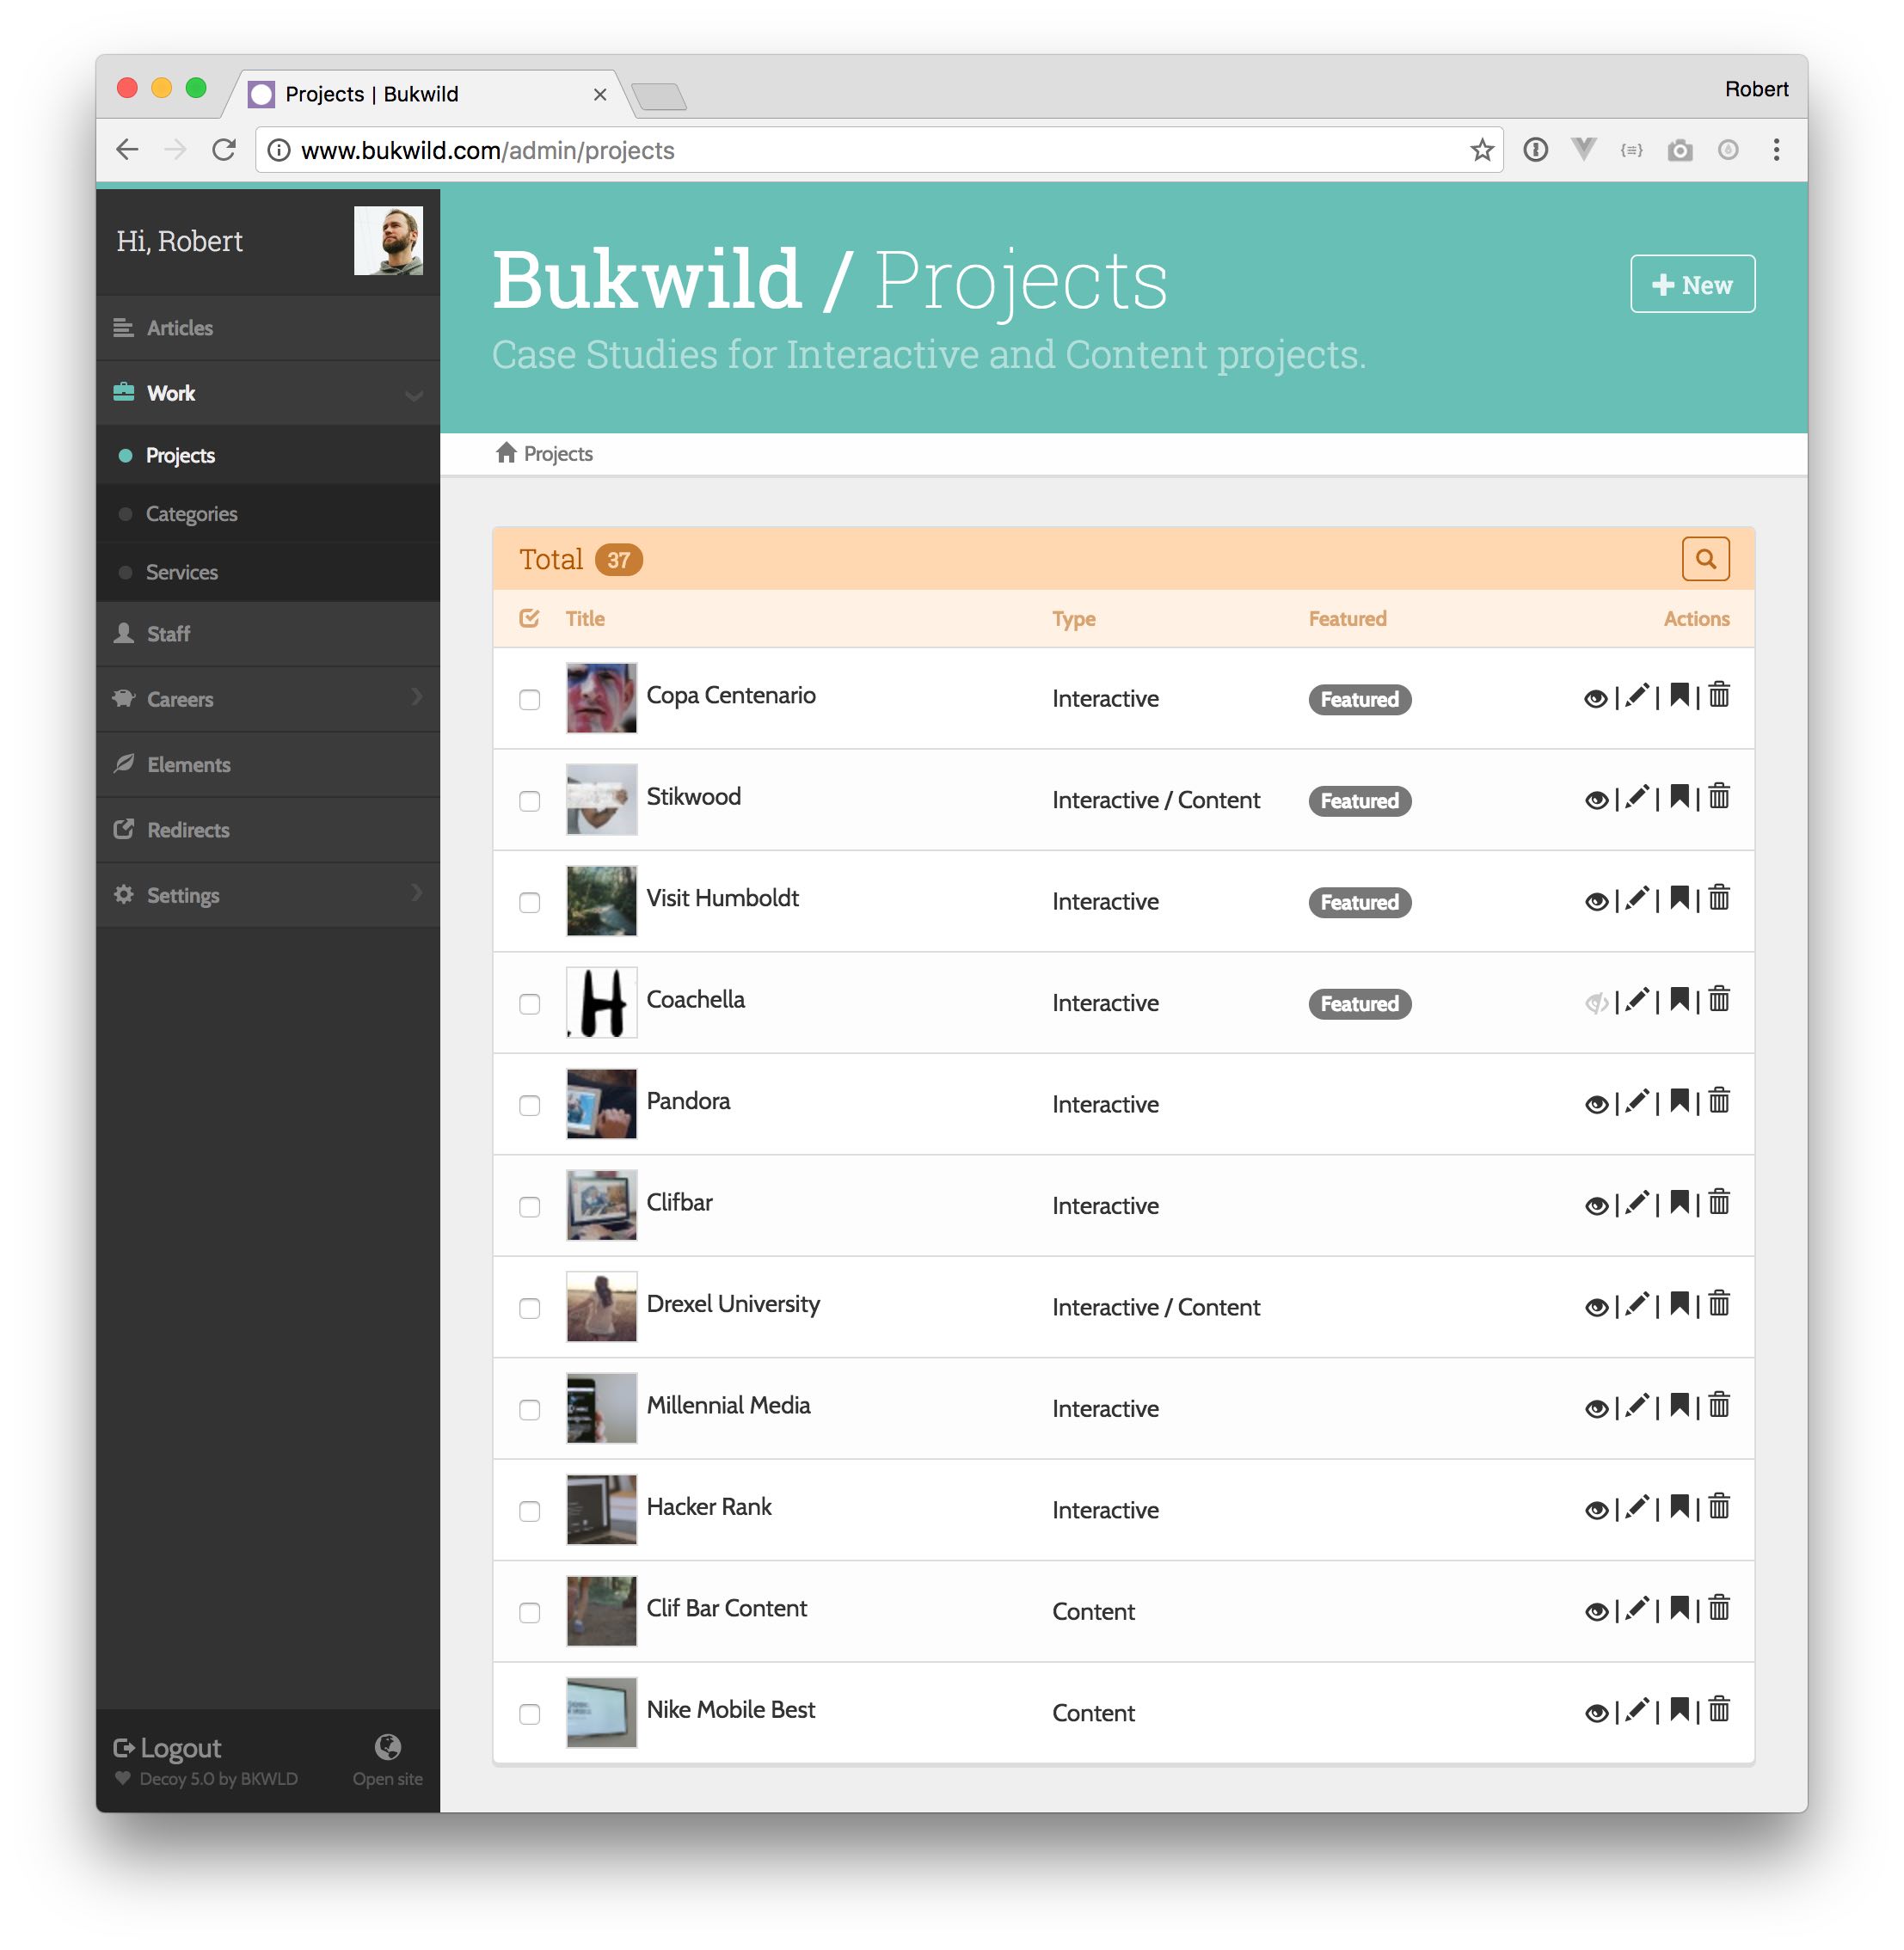 Projects | Bukwild
Robert
www.bukwild.com/admin/projects
Hi, Robert
Articles
Work
Projects
Categories
Services
Staff
Careers
Elements
Redirects
Settings
Logout
Decoy 5.0 by BKWLD
Open site
Bukwild / Projects
New
Case Studies for Interactive and Content projects.
Projects
Total 37
Title Type Featured Actions
Copa Centenario Interactive Featured
Stikwood Interactive / Content Featured
Visit Humboldt Interactive Featured
H Coachella Interactive Featured
Pandora Interactive
Clifbar Interactive
Drexel University Interactive / Content
Millennial Media Interactive
Hacker Rank Interactive
Clif Bar Content Content
Nike Mobile Best Content